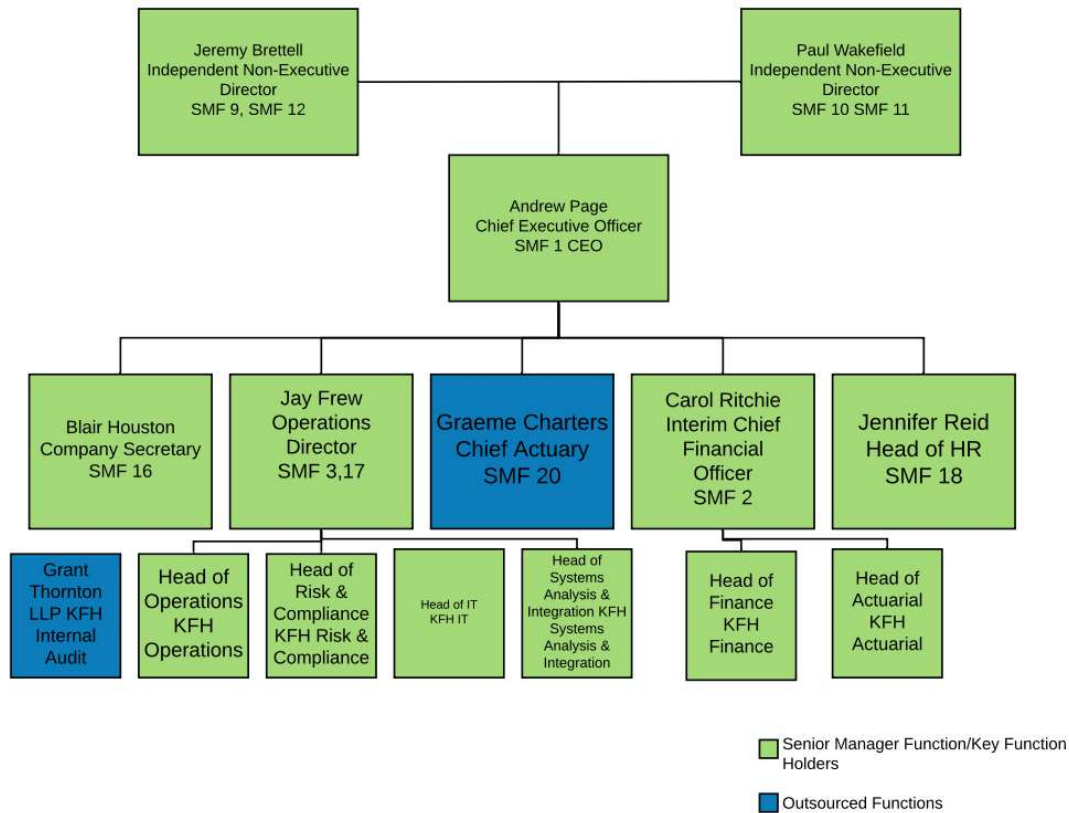 Jeremy Brettell
Independent Non-Executive
Director
SMF 9, SMF 12
Paul Wakefield
Independent Non-Executive
Director
SMF 10 SMF 11
Andrew Page
Chief Executive Officer
SMF 1 CEO
Blair Houston
Company Secretary
SMF 16
Jay Frew
Operations
Director
SMF 3,17
Graeme Charters
Chief Actuary
SMF 20
Carol Ritchie
Interim Chief
Financial
Officer
SMF 2
Jennifer Reid
Head of HR
SMF 18
Grant
Thornton
LLP KFH
Internal
Audit
Head of
Operations
KFH
Operations
Head of
Risk &
Compliance
KFH Risk &
Compliance
Head of IT
KFH IT
Head of
Systems
Analysis &
Integration KFH
Systems
Analysis &
Integration
Head of
Finance
KFH
Finance
Head of
Actuarial
KFH
Actuarial
Senior Manager Function/Key Function
Holders
Outsourced Functions